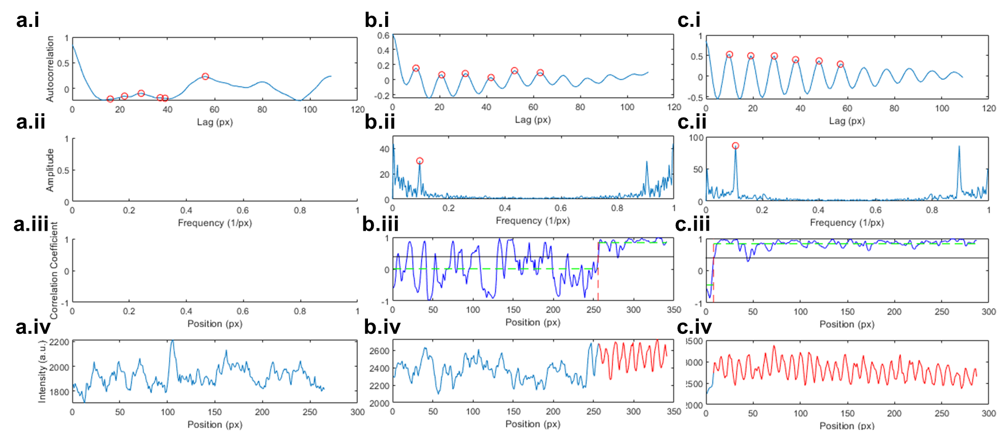 a.i b.i c.i
Autocorrelation 1 0.5 0
0.6 0.4 0.2 0 -0.2
1 0.5 0 -0.5
0 20 40 60 80 100 120
0 20 40 60 80 100 120
0 20 40 60 80 100 120
Lag (px) Lag (px) Lag (px)
a.ii b.ii c.ii
Amplitude 1 0.5 0
40 20 0
100 50 0
0 0.2 0.4 0.6 0.8 1
0 0.2 0.4 0.6 0.8 1
0 0.2 0.4 0.6 0.8 1
Frequency (1/px) Frequency (1/px) Frequency (1/px)
a.iii b.iii c.iii
Correlation Coefficient 1 0 -1
1 0 -1
1 0 -1
0 0.2 0.4 0.6 0.8 1
0 50 100 150 200 250 300 350
0 50 100 150 200 250 300
Position (px) Position (px) Position (px)
a.iv b.iv c.iv
Intensity (a.u.) 2200 2000 1800
2600 2400 2200 2000
3500 3000 2500 2000
0 50 100 150 200 250 300
0 50 100 150 200 250 300 350
0 50 100 150 200 250 300
Position (px) Position (px) Position (px)